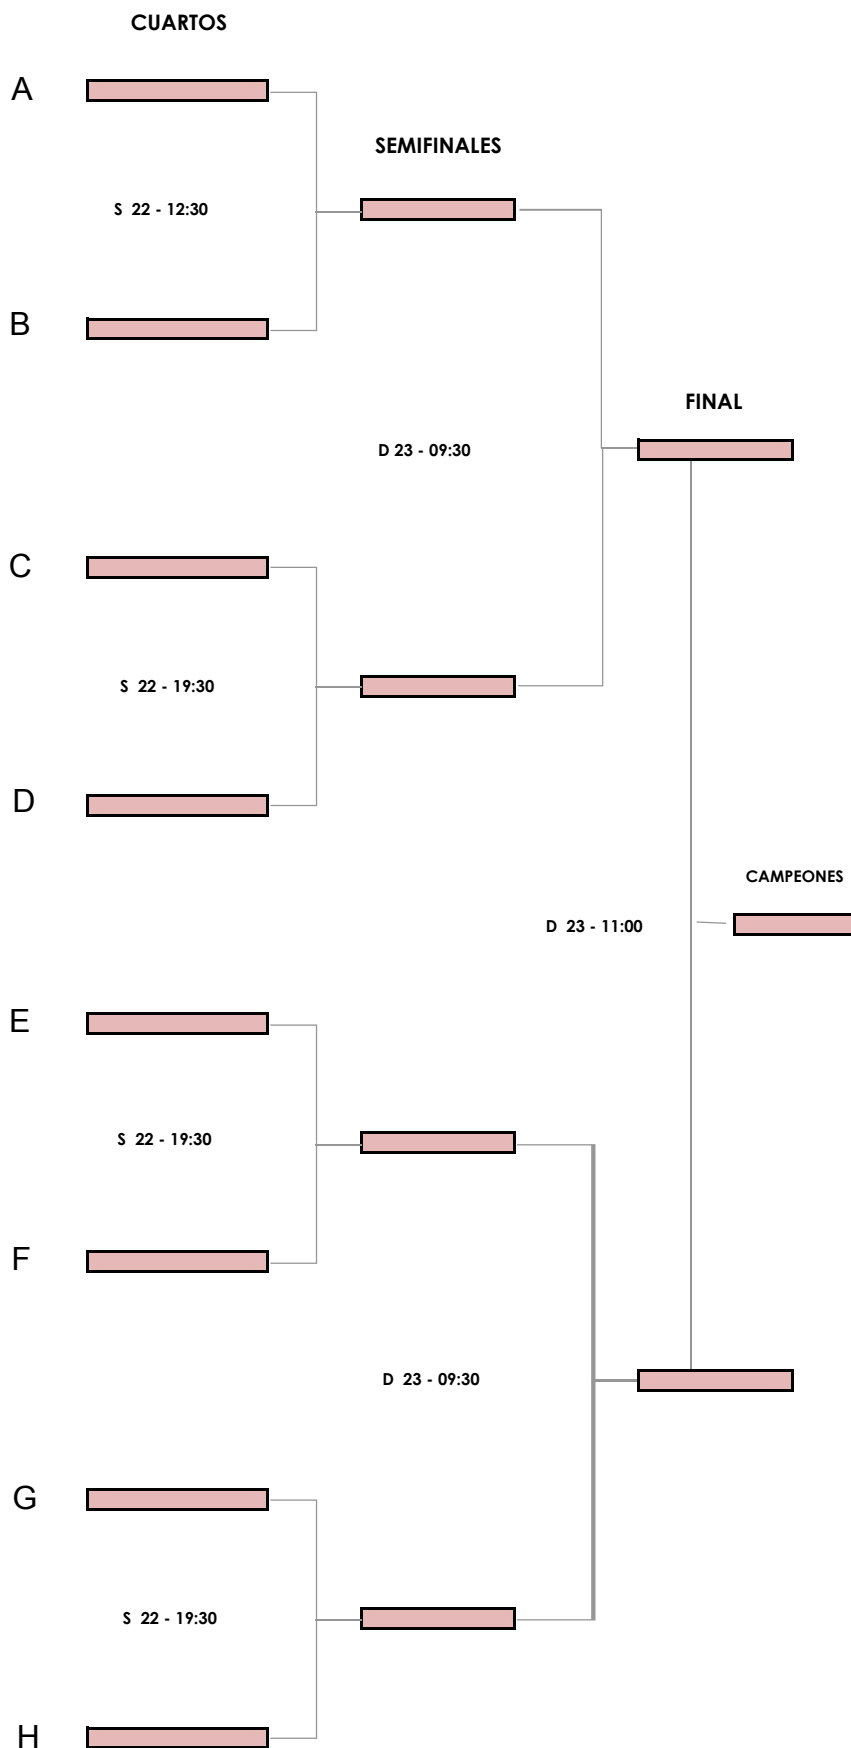 CUARTOS
A
SEMIFINALES
S 22 - 12:30
B
FINAL
D 23 - 09:30
C
S 22 - 19:30
D
CAMPEONES
D 23 - 11:00
E
S 22 - 19:30
F
D 23 - 09:30
G
S 22 - 19:30
H